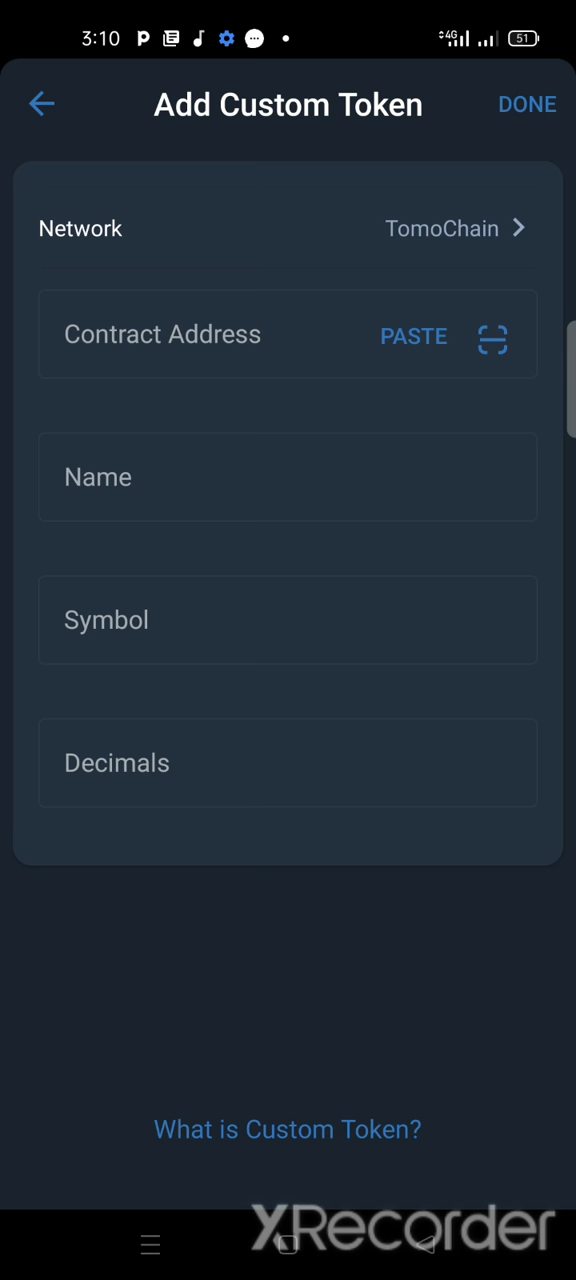 3:10 51
Add Custom Token DONE
Network TomoChain
Contract Address PASTE
Name
Symbol
Decimals
What is Custom Token?
XRecorder